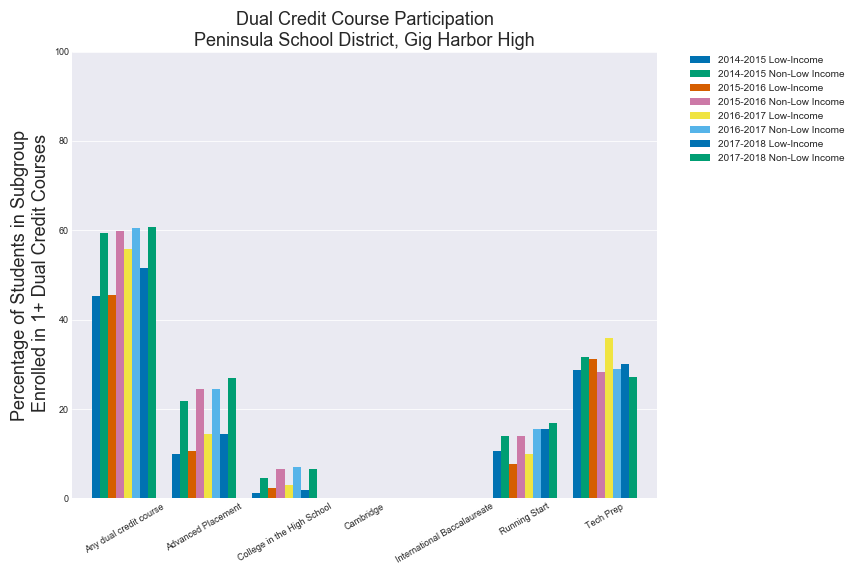 Dual Credit Course Participation
Peninsula School District, Gig Harbor High
Percentage of Students in Subgroup
Enrolled in 1+ Dual Credit Courses
100
80
60
40
20
0
Any dual credit course
Advanced Placement
College in the High School
Cambridge
International Baccalaureate
Running Start
Tech Prep
2014-2015 Low-Income
2014-2015 Non-Low Income
2015-2016 Low-Income
2015-2016 Non-Low Income
2016-2017 Low-Income
2016-2017 Non-Low Income
2017-2018 Low-Income
2017-2018 Non-Low Income